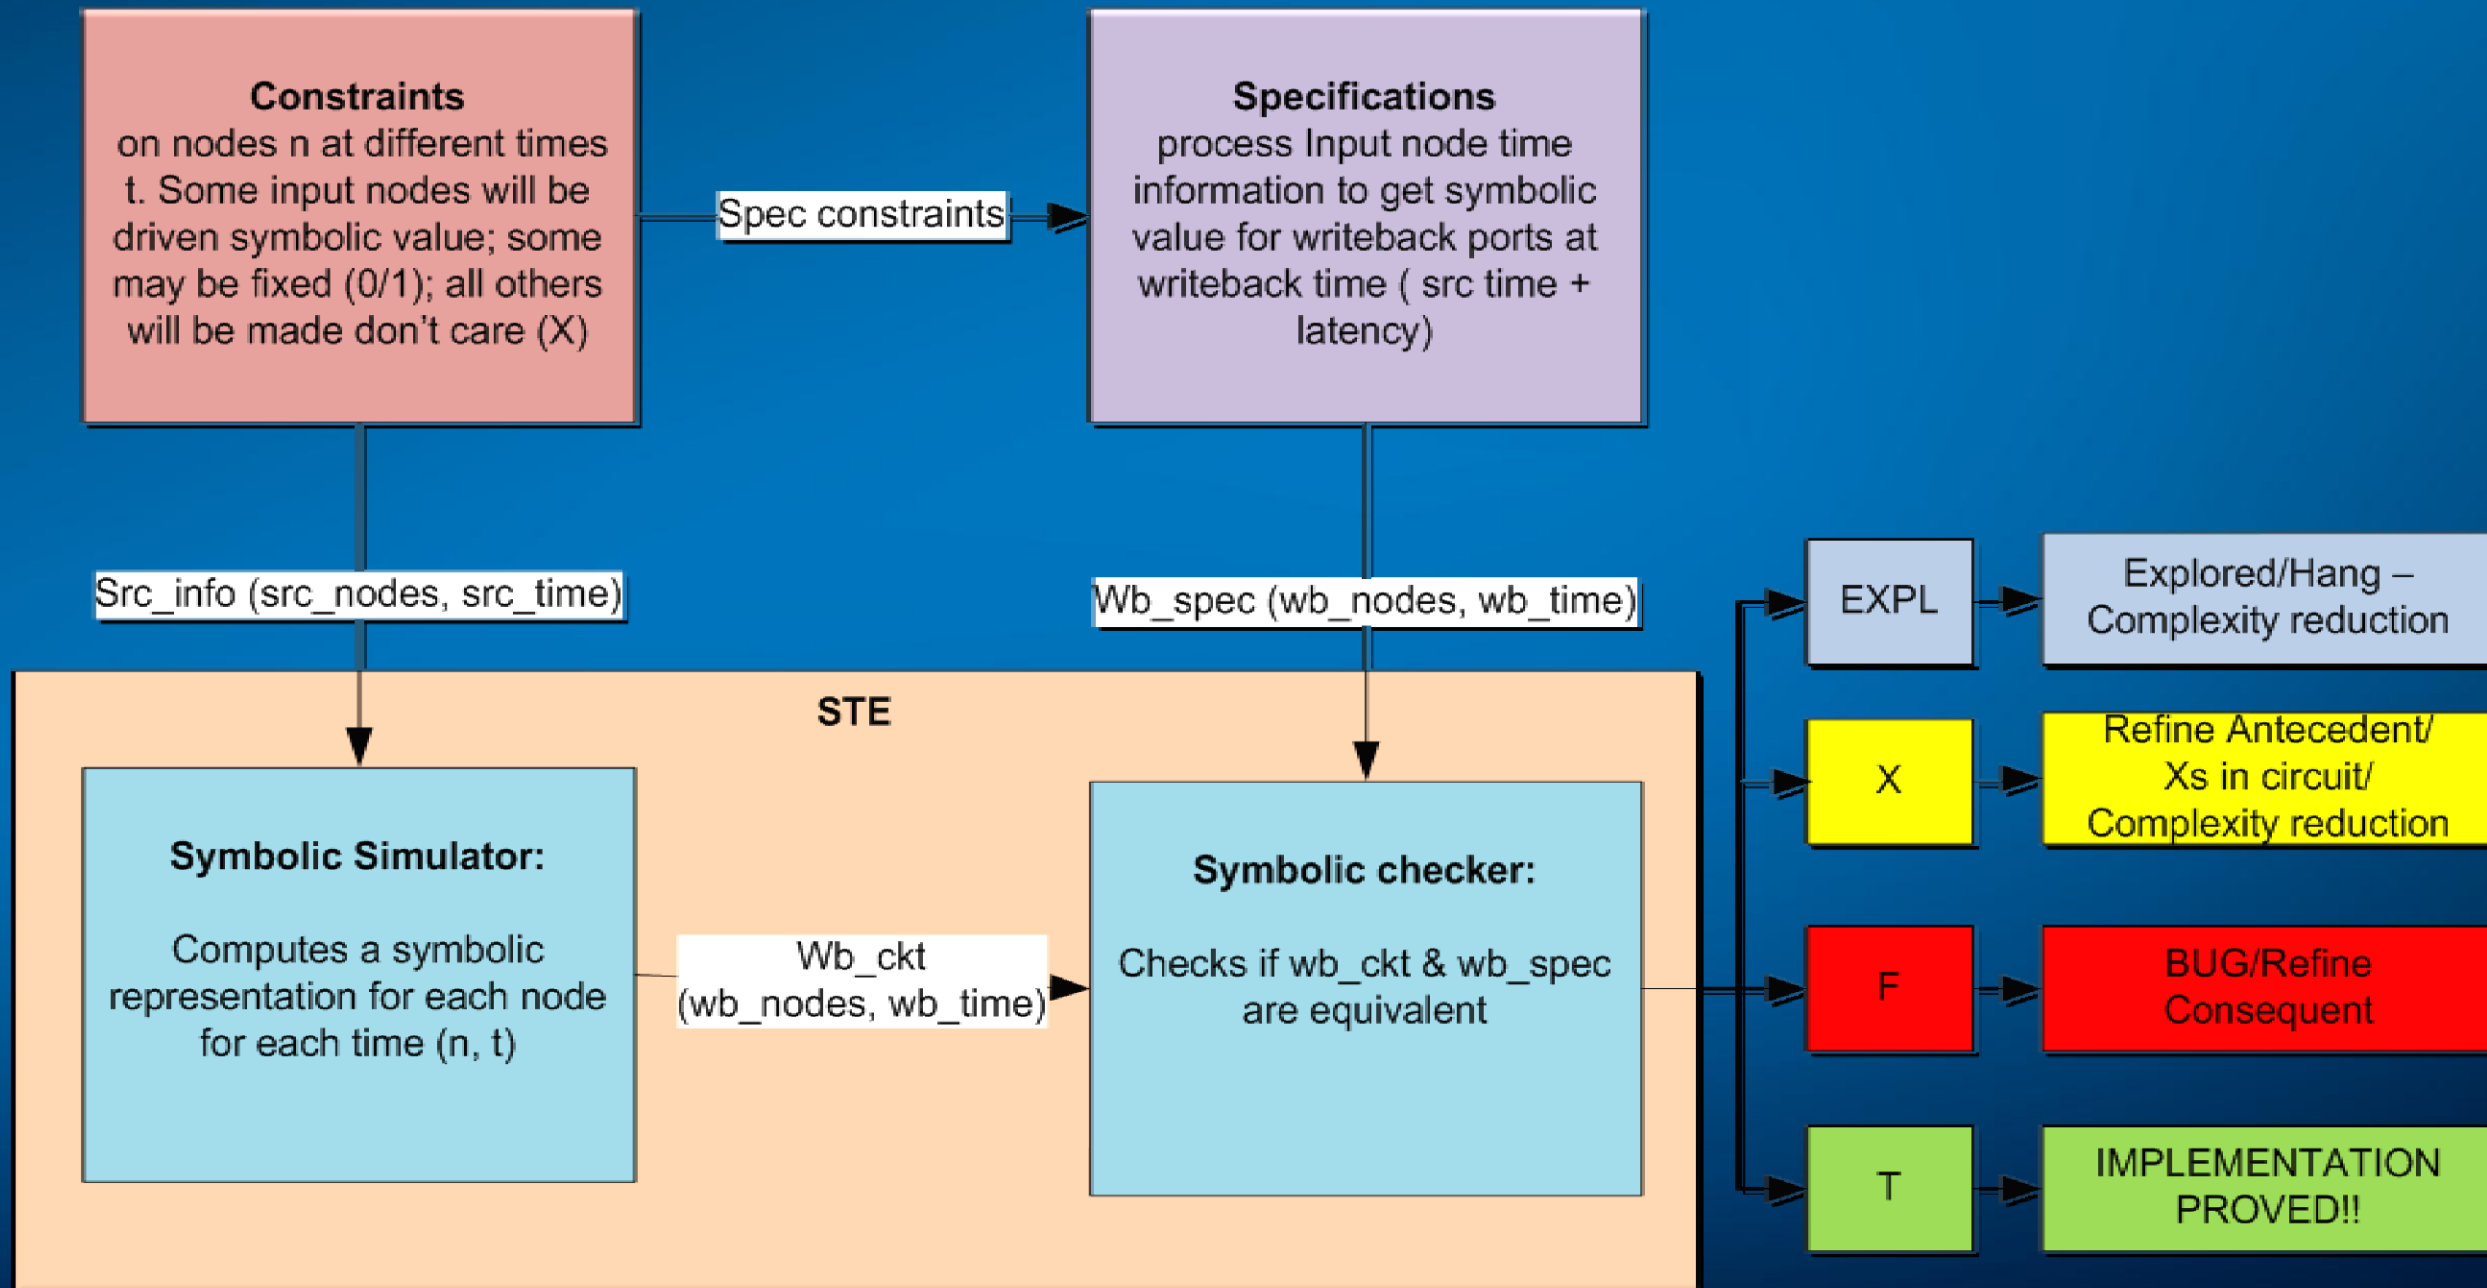 Constraints
on nodes n at different times
t. Some input nodes will be
driven symbolic value; some
may be fixed (0/1); all others
will be made don’t care (X)
Spec constraints
Specifications
process Input node time
information to get symbolic
value for writeback ports at
writeback time ( src time +
latency)
Src_info (src_nodes, src_time)
Wb_spec (wb_nodes, wb_time)
STE
Symbolic Simulator:
Computes a symbolic
representation for each node
for each time (n, t)
Wb_ckt
(wb_nodes, wb_time)
Symbolic checker:
Checks if wb_ckt & wb_spec
are equivalent
EXPL
Explored/Hang –
Complexity reduction
X
Refine Antecedent/
Xs in circuit/
Complexity reduction
F
BUG/Refine
Consequent
T
IMPLEMENTATION
PROVED!!